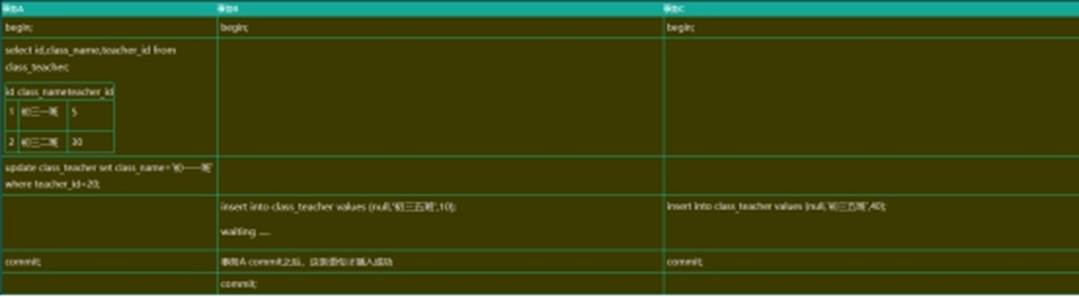 事务A 事务B 事务C
begin; begin; begin;
select id,class_name,teacher_id from
class_teacher;
id class_name teacher_id
1 初三一班 5
2 初三二班 30
update class_teacher set class_name='初一一班'
where teacher_id=20;
insert into class_teacher values (null,'初三五班',10); insert into class_teacher values (null,'初三五班',40);
waiting .....
commit; 事务A commit之后，这条语句才插入成功 commit;
commit;